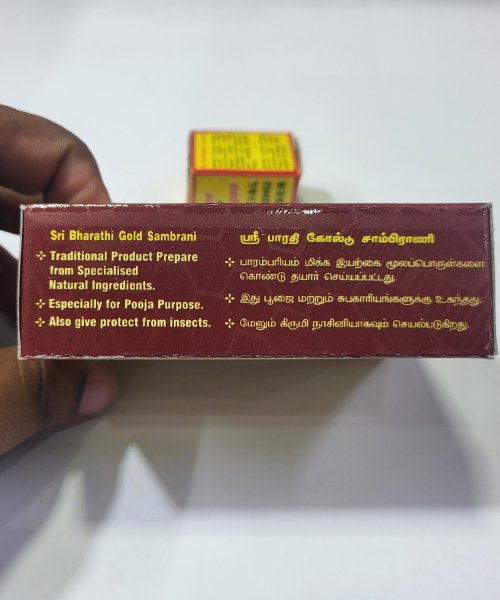 Sri Bharathi Gold Sambrani
✣ Traditional Product Prepare
from Specialised
Natural Ingredients.
✣ Especially for Pooja Purpose.
✣ Also give protect from insects.
ஸ்ரீ பாரதி கோல்டு சாம்பிராணி
✣ பாரம்பரியம் மிக்க இயற்கை மூலப்பொருள்களை
கொண்டு தயார் செய்யப்பட்டது.
✣ இது பூஜை மற்றும் சுபகாரியங்களுக்கு உகந்தது.
✣ மேலும் கிருமி நாசினியாகவும் செயல்படுகிறது.